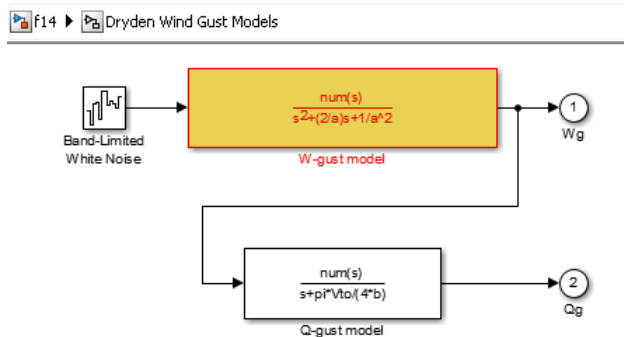 f14 ▶ Dryden Wind Gust Models
num(s)
s2+(2/a)s+1/a^2
W-gust model
Band-Limited
White Noise
1
Wg
num(s)
s+pi*Vto/(4*b)
Q-gust model
2
Qg